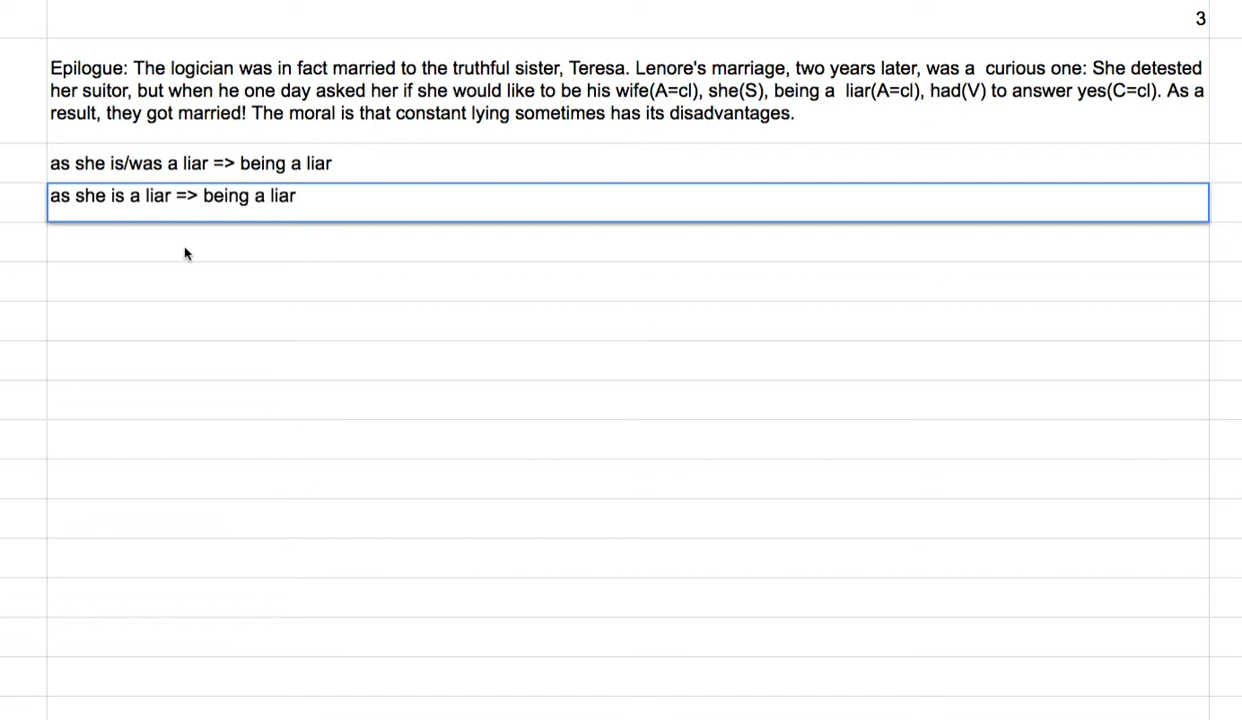 3
Epilogue: The logician was in fact married to the truthful sister, Teresa. Lenore's marriage, two years later, was a  curious one: She detested
her suitor, but when he one day asked her if she would like to be his wife(A=cl), she(S), being a  liar(A=cl), had(V) to answer yes(C=cl). As a
result, they got married! The moral is that constant lying sometimes has its disadvantages.
as she is/was a liar => being a liar
as she is a liar => being a liar